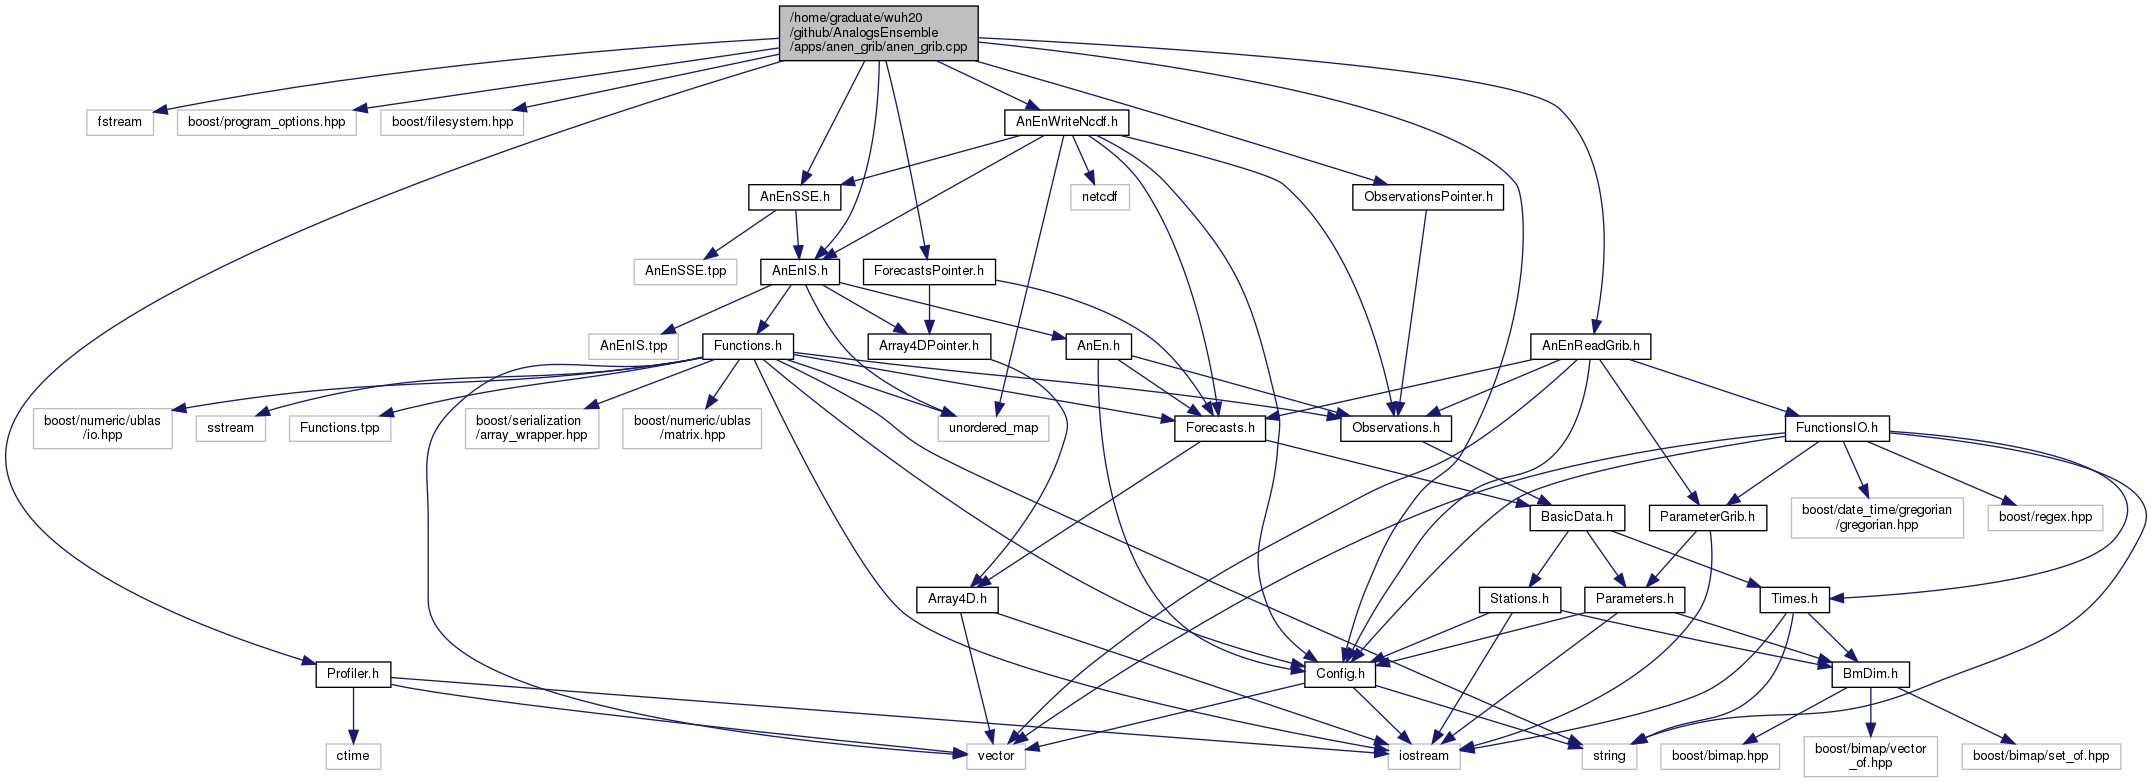 /home/graduate/wuh20
/github/AnalogsEnsemble
/apps/anen_grib/anen_grib.cpp
fstream
boost/program_options.hpp
boost/filesystem.hpp
AnEnWriteNcdf.h
AnEnSSE.h
netcdf
ObservationsPointer.h
AnEnSSE.tpp
AnEnIS.h
ForecastsPointer.h
AnEnIS.tpp
Functions.h
Array4DPointer.h
AnEn.h
AnEnReadGrib.h
boost/numeric/ublas
/io.hpp
sstream
Functions.tpp
boost/serialization
/array_wrapper.hpp
boost/numeric/ublas
/matrix.hpp
unordered_map
Forecasts.h
Observations.h
FunctionsIO.h
BasicData.h
ParameterGrib.h
boost/date_time/gregorian
/gregorian.hpp
boost/regex.hpp
Array4D.h
Stations.h
Parameters.h
Times.h
Profiler.h
Config.h
BmDim.h
ctime
vector
iostream
string
boost/bimap.hpp
boost/bimap/vector
_of.hpp
boost/bimap/set_of.hpp